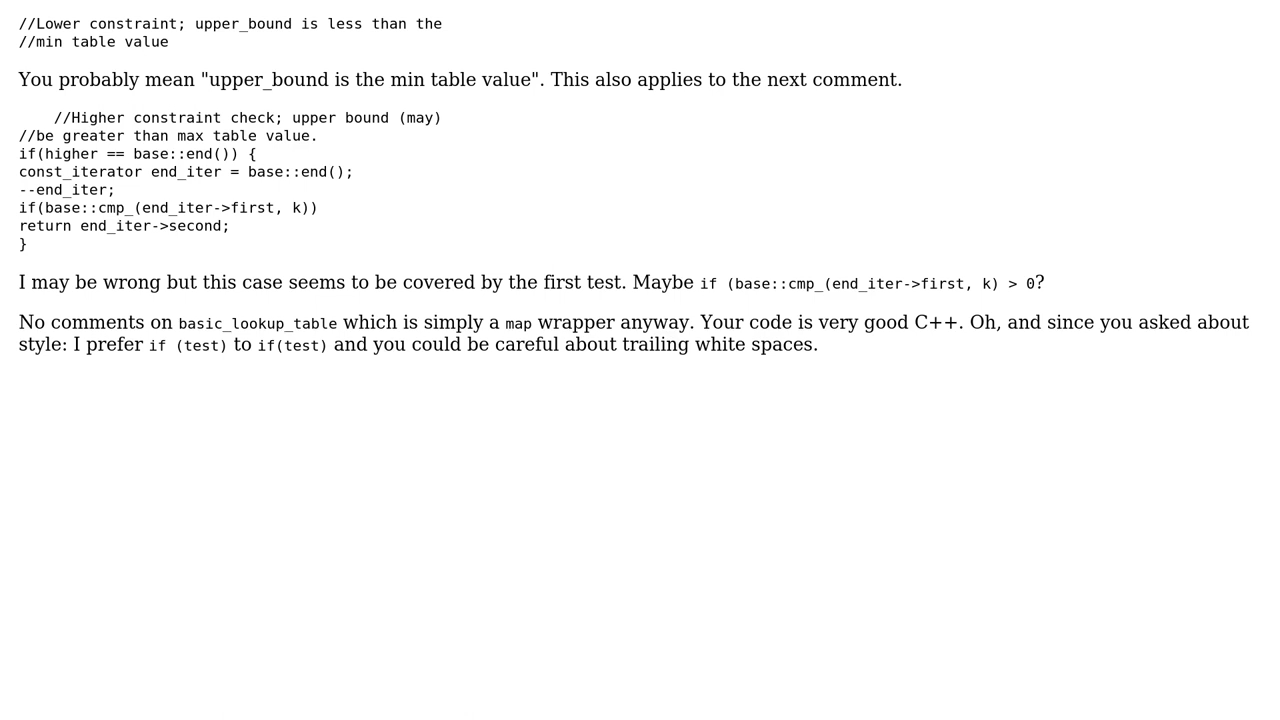 //Lower constraint; upper_bound is less than the
//min table value
You probably mean "upper_bound is the min table value". This also applies to the next comment.
//Higher constraint check; upper bound (may)
//be greater than max table value.
if(higher == base::end()) {
const_iterator end_iter = base::end();
--end_iter;
if(base::cmp_(end_iter->first, k))
return end_iter->second;
}
I may be wrong but this case seems to be covered by the first test. Maybe if (base::cmp_(end_iter->first, k) > 0?
No comments on basic_lookup_table which is simply a map wrapper anyway. Your code is very good C++. Oh, and since you asked about
style: I prefer if (test) to if(test) and you could be careful about trailing white spaces.